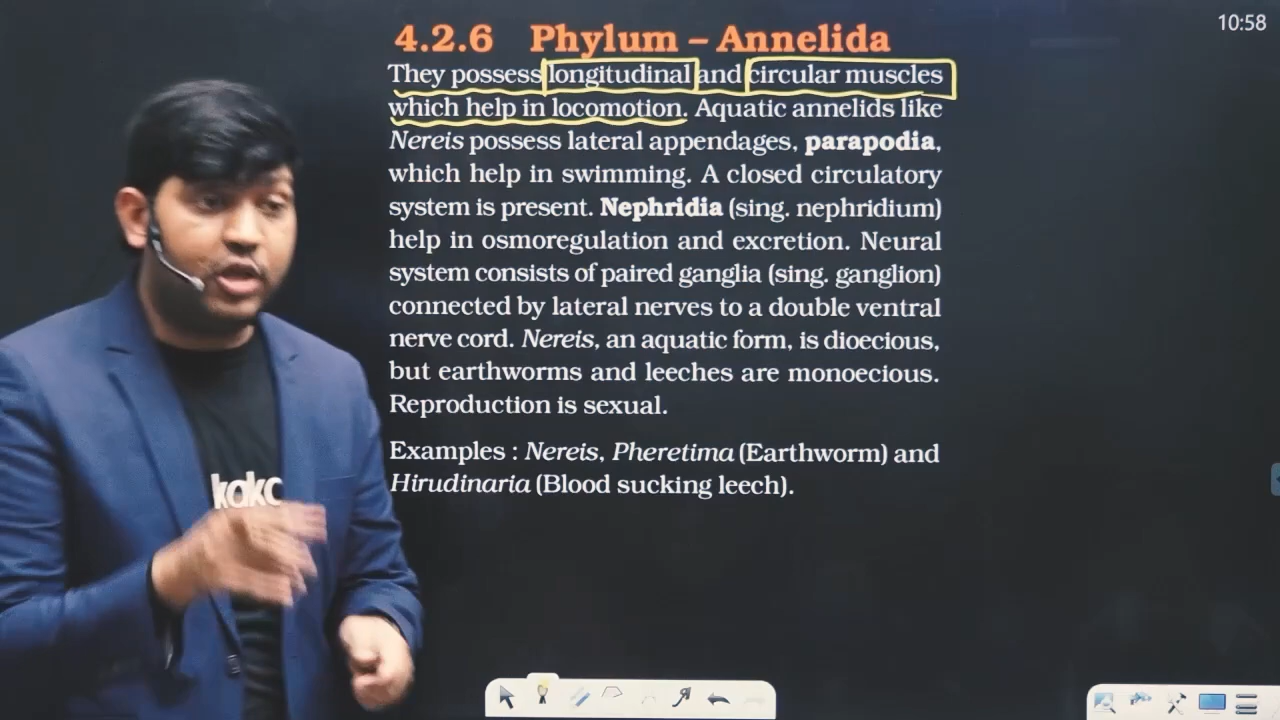 10:58
4.2.6 Phylum – Annelida
They possess longitudinal and circular muscles
which help in locomotion. Aquatic annelids like
Nereis possess lateral appendages, parapodia,
which help in swimming. A closed circulatory
system is present. Nephridia (sing. nephridium)
help in osmoregulation and excretion. Neural
system consists of paired ganglia (sing. ganglion)
connected by lateral nerves to a double ventral
nerve cord. Nereis, an aquatic form, is dioecious,
but earthworms and leeches are monoecious.
Reproduction is sexual.
Examples : Nereis, Pheretima (Earthworm) and
Hirudinaria (Blood sucking leech).